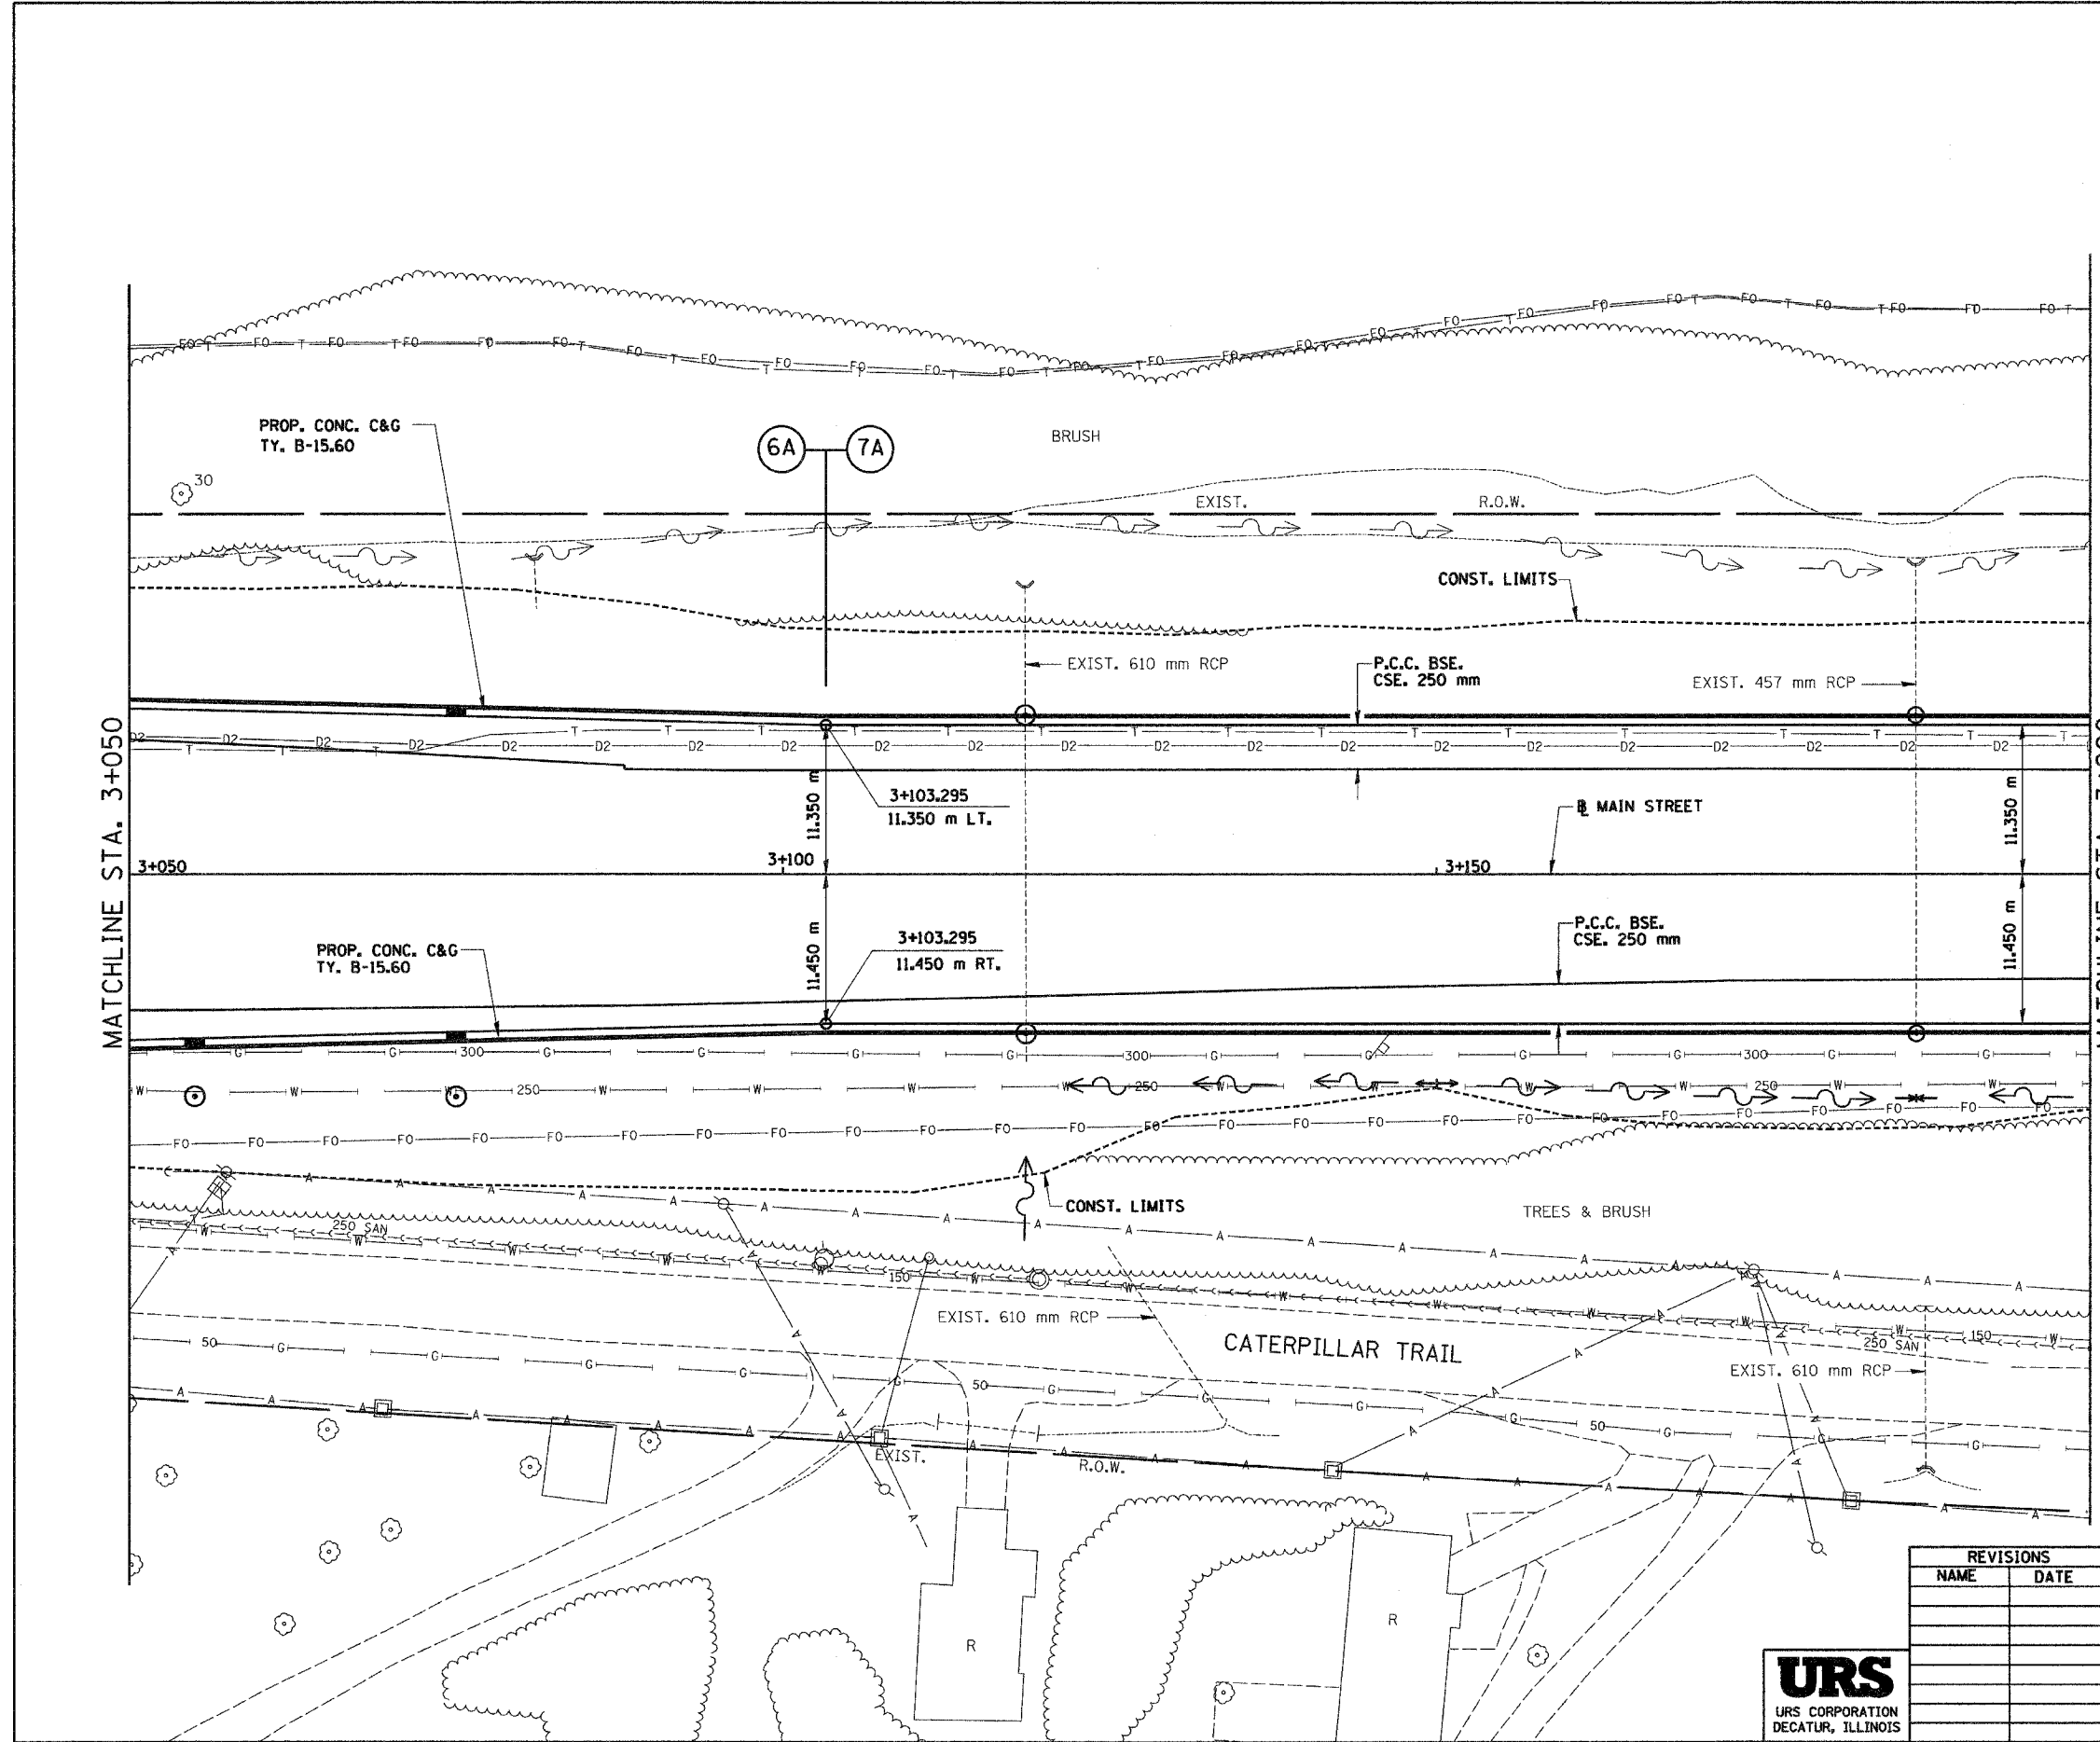 BRUSH
PROP. CONC. C&G
TY. B-15.60
6A
7A
30
EXIST.
R.O.W.
CONST. LIMITS
EXIST. 610 mm RCP
P.C.C. BSE.
CSE. 250 mm
EXIST. 457 mm RCP
MATCHLINE STA. 3+050
11.350 m
3+103.295
11.350 m LT.
℄ MAIN STREET
11.350 m
3+050
3+100
3+150
PROP. CONC. C&G
TY. B-15.60
11.450 m
3+103.295
11.450 m RT.
P.C.C. BSE.
CSE. 250 mm
11.450 m
300
300
300
250
250
250
CONST. LIMITS
TREES & BRUSH
250 SAN
150
EXIST. 610 mm RCP
CATERPILLAR TRAIL
150
250 SAN
EXIST. 610 mm RCP
50
50
50
EXIST.
R.O.W.
R
R
REVISIONS
NAME DATE
URS
URS CORPORATION
DECATUR, ILLINOIS